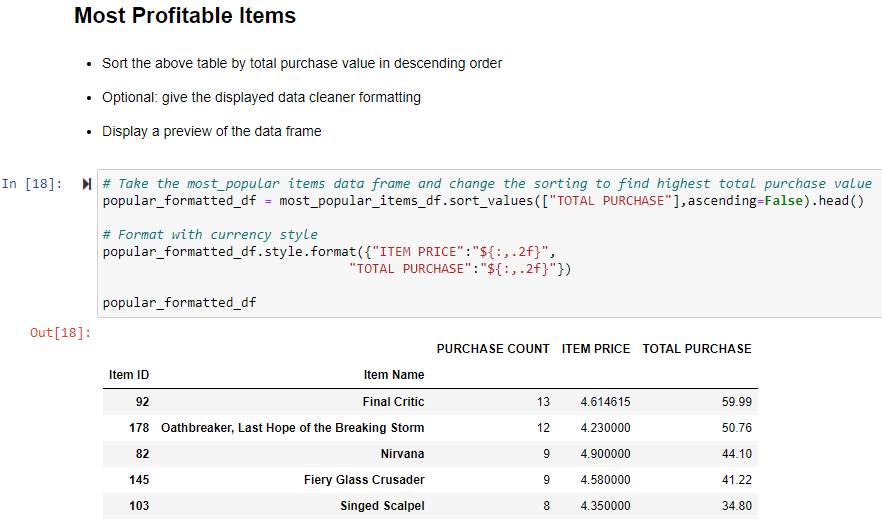 Most Profitable Items
• Sort the above table by total purchase value in descending order
• Optional: give the displayed data cleaner formatting
• Display a preview of the data frame
In [18]: # Take the most_popular items data frame and change the sorting to find highest total purchase value
popular_formatted_df = most_popular_items_df.sort_values(["TOTAL PURCHASE"],ascending=False).head()
# Format with currency style
popular_formatted_df.style.format({"ITEM PRICE":"${:,.2f}",
"TOTAL PURCHASE":"${:,.2f}"})
popular_formatted_df
Out[18]:
PURCHASE COUNT ITEM PRICE TOTAL PURCHASE
Item ID Item Name
92 Final Critic 13 4.614615 59.99
178 Oathbreaker, Last Hope of the Breaking Storm 12 4.230000 50.76
82 Nirvana 9 4.900000 44.10
145 Fiery Glass Crusader 9 4.580000 41.22
103 Singed Scalpel 8 4.350000 34.80